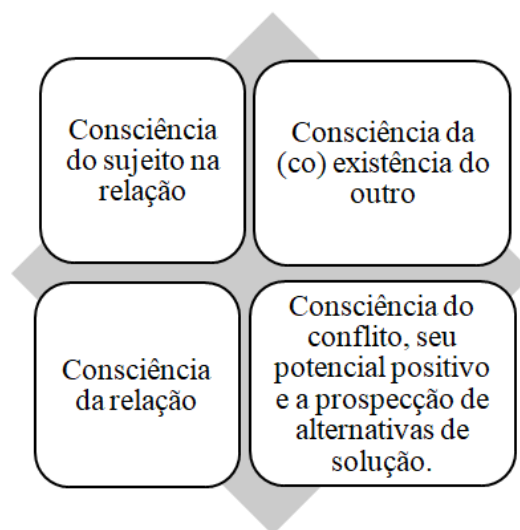 Consciência
do sujeito na
relação
Consciência da
(co) existência do
outro
Consciência
da relação
Consciência do
conflito, seu
potencial positivo
e a prospecção de
alternativas de
solução.